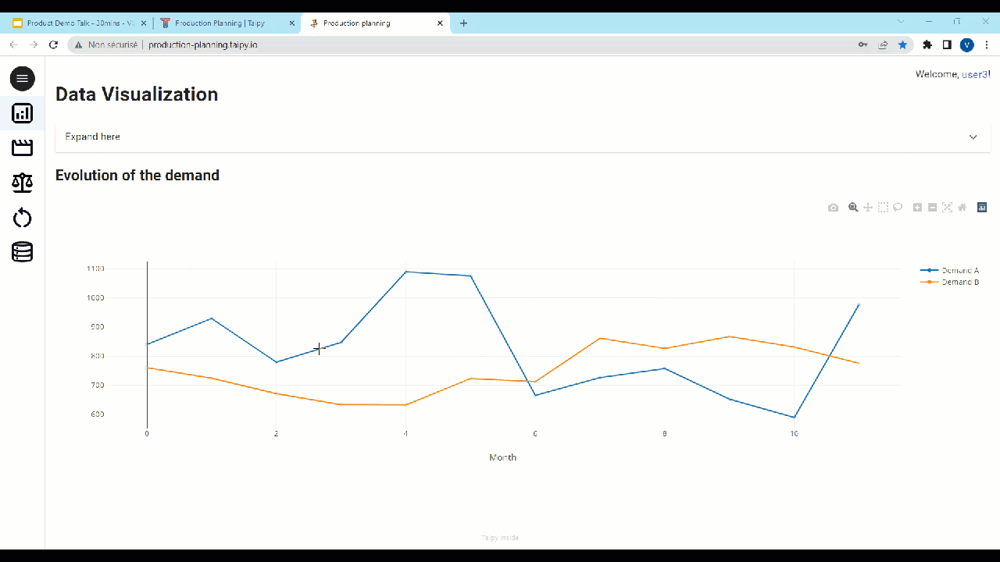 Product Demo Talk - 30mins - V
Production Planning | Taipy
Production planning
Non sécurisé
production-planning.taipy.io
V
Welcome, user3!
Data Visualization
Expand here
Evolution of the demand
1100
1000
900
800
700
600
0
2
4
6
8
10
Month
Demand A
Demand B
Taipy inside